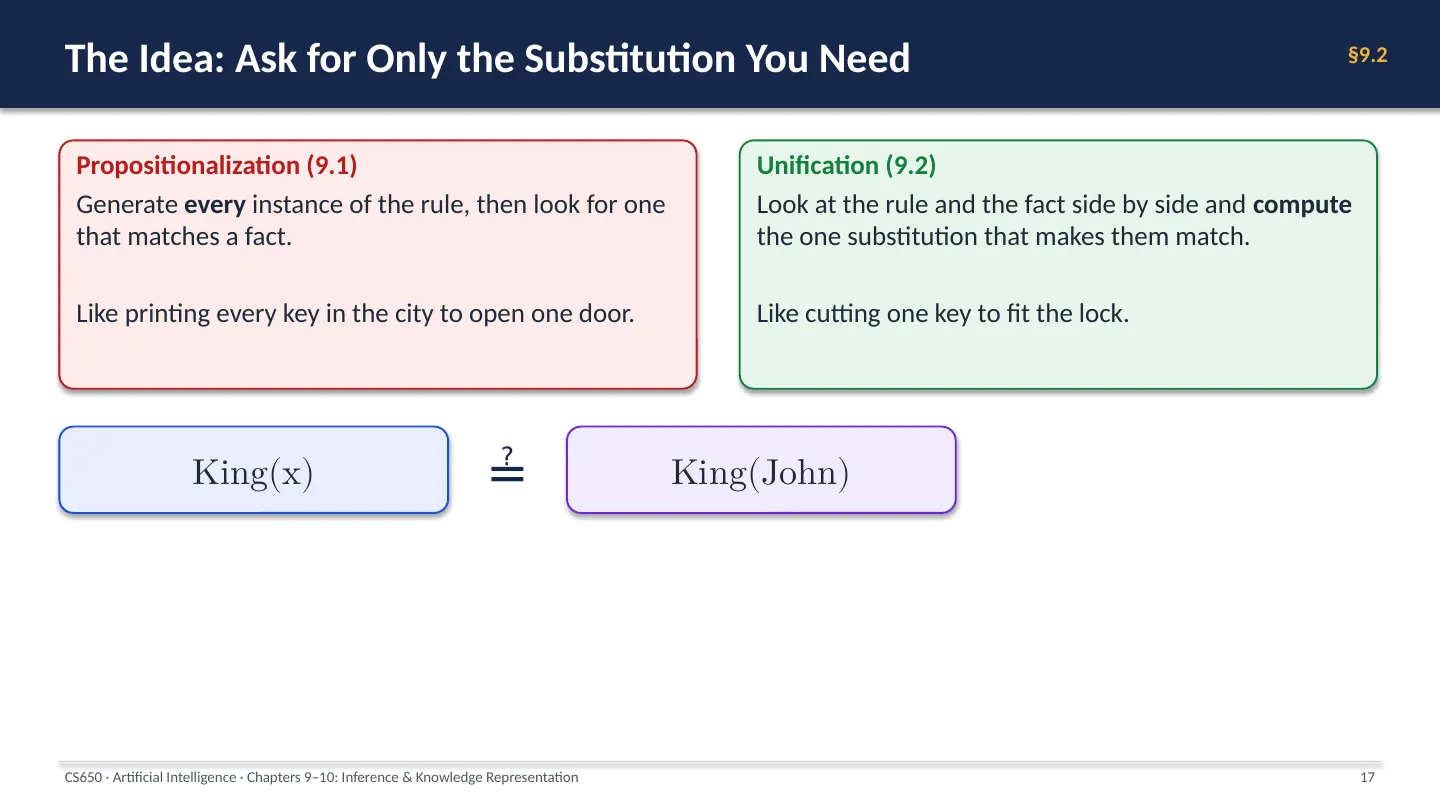 The Idea: Ask for Only the Substitution You Need
§9.2
Propositionalization (9.1)
Generate every instance of the rule, then look for one
that matches a fact.
Like printing every key in the city to open one door.
Unification (9.2)
Look at the rule and the fact side by side and compute
the one substitution that makes them match.
Like cutting one key to fit the lock.
King(x)
≟
King(John)
CS650 · Artificial Intelligence · Chapters 9–10: Inference & Knowledge Representation
17